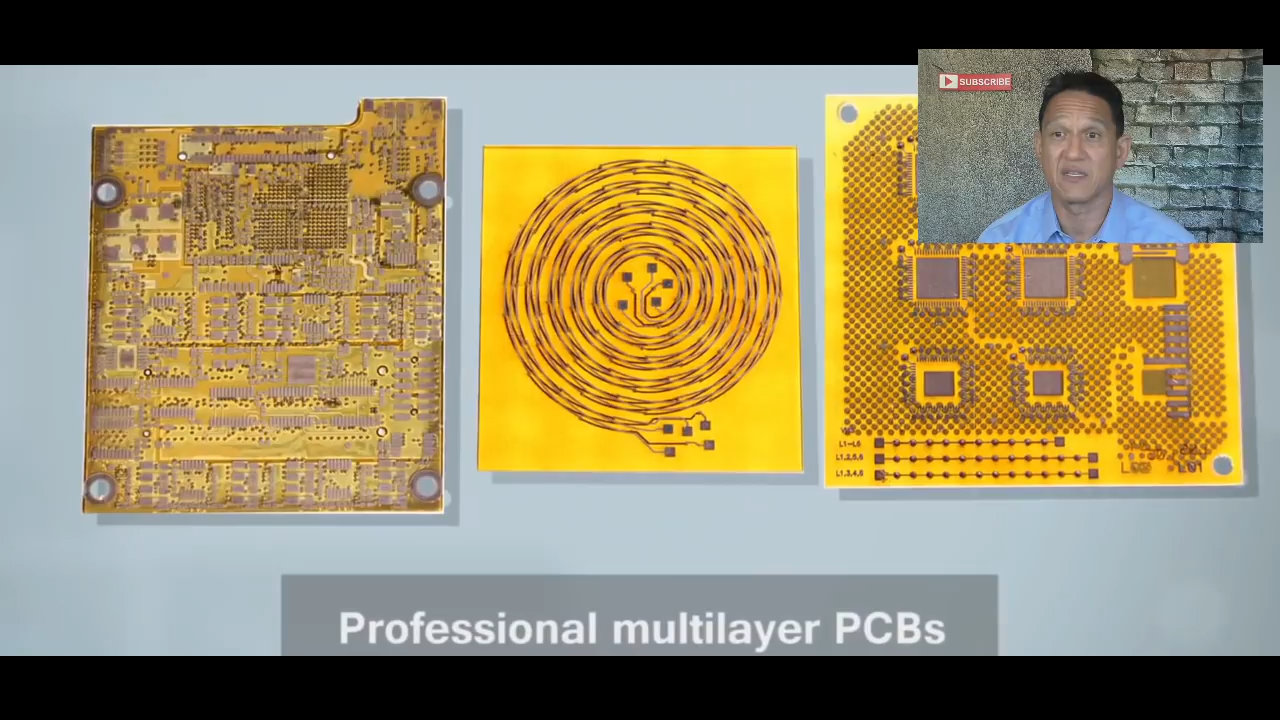 SUBSCRIBE
L1-L6
L1,2,5,6
L1,3,4,6
Professional multilayer PCBs